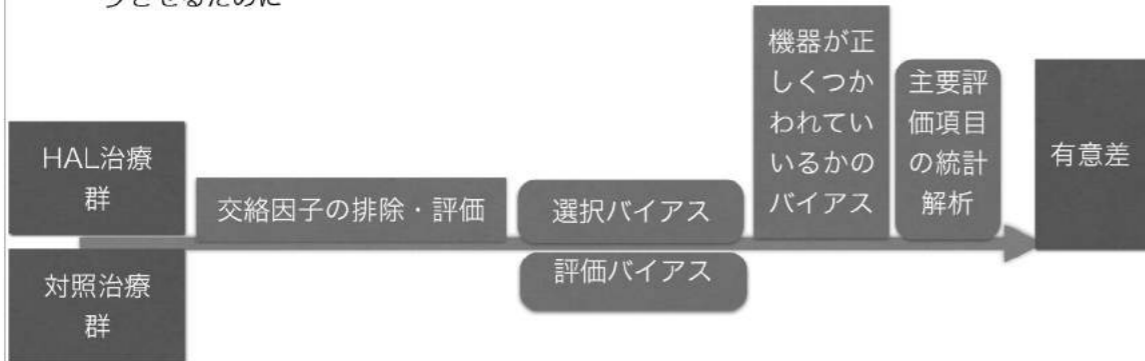 うさせるために
HAL治療
群
対照治療
群
交絡因子の排除・評価
選択バイアス
評価バイアス
機器が正
しくつか
われてい
いるかの
バイアス
主要評
価項目
の統計
解析
有意差